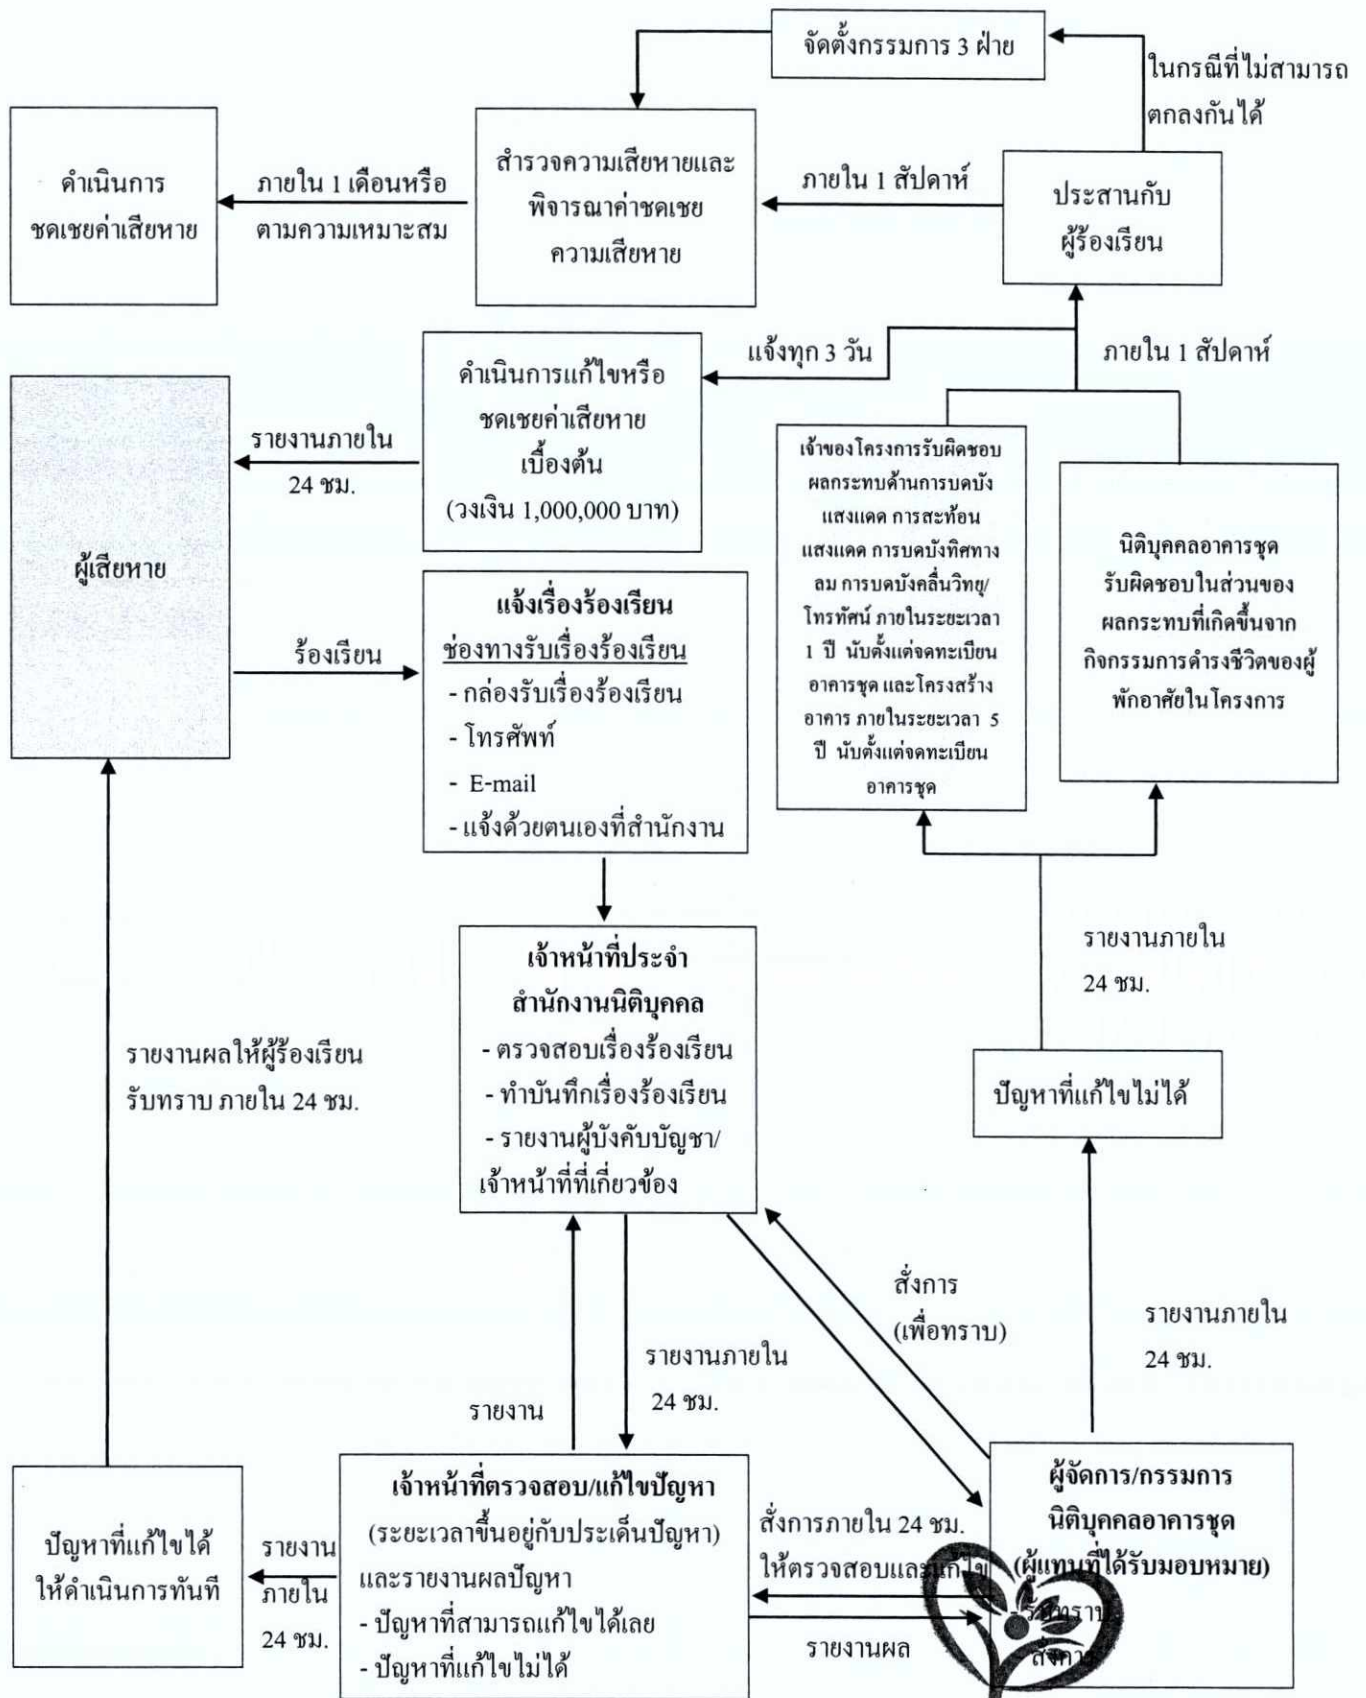 จัดตั้งกรรมการ 3 ฝ่าย
ในกรณีที่ไม่สามารถ
ตกลงกันได้
ดำเนินการ
ชดเชยค่าเสียหาย
ภายใน 1 เดือนหรือ
ตามความเหมาะสม
สำรวจความเสียหายและ
พิจารณาค่าชดเชย
ความเสียหาย
ภายใน 1 สัปดาห์
ประสานกับ
ผู้ร้องเรียน
แจ้งทุก 3 วัน
ภายใน 1 สัปดาห์
ดำเนินการแก้ไขหรือ
ชดเชยค่าเสียหาย
เบื้องต้น
(วงเงิน 1,000,000 บาท)
รายงานภายใน
24 ชม.
ผู้เสียหาย
ร้องเรียน
แจ้งเรื่องร้องเรียน
ช่องทางรับเรื่องร้องเรียน
- กล่องรับเรื่องร้องเรียน
- โทรศัพท์
- E-mail
- แจ้งด้วยตนเองที่สำนักงาน
เจ้าของโครงการรับผิดชอบ
ผลกระทบด้านการบดบัง
แสงแดด การสะท้อน
แสงแดด การบดบังทิศทาง
ลม การบดบังคลื่นวิทยุ/
โทรทัศน์ ภายในระยะเวลา
1 ปี นับตั้งแต่จดทะเบียน
อาคารชุด และโครงสร้าง
อาคาร ภายในระยะเวลา 5
ปี นับตั้งแต่จดทะเบียน
อาคารชุด
นิติบุคคลอาคารชุด
รับผิดชอบในส่วนของ
ผลกระทบที่เกิดขึ้นจาก
กิจกรรมการดำรงชีวิตของผู้
พักอาศัยในโครงการ
รายงานภายใน
24 ชม.
เจ้าหน้าที่ประจำ
สำนักงานนิติบุคคล
- ตรวจสอบเรื่องร้องเรียน
- ทำบันทึกเรื่องร้องเรียน
- รายงานผู้บังคับบัญชา/
เจ้าหน้าที่ที่เกี่ยวข้อง
รายงานผลให้ผู้ร้องเรียน
รับทราบ ภายใน 24 ชม.
ปัญหาที่แก้ไขไม่ได้
สั่งการ
(เพื่อทราบ)
รายงานภายใน
24 ชม.
รายงานภายใน
24 ชม.
รายงาน
ปัญหาที่แก้ไขได้
ให้ดำเนินการทันที
รายงาน
ภายใน
24 ชม.
เจ้าหน้าที่ตรวจสอบ/แก้ไขปัญหา
(ระยะเวลาขึ้นอยู่กับประเด็นปัญหา)
และรายงานผลปัญหา
- ปัญหาที่สามารถแก้ไขได้เลย
- ปัญหาที่แก้ไขไม่ได้
สั่งการภายใน 24 ชม.
ให้ตรวจสอบและแก้ไข
รายงานผล
ผู้จัดการ/กรรมการ
นิติบุคคลอาคารชุด
(ผู้แทนที่ได้รับมอบหมาย)
รับทราบ
สั่งการ